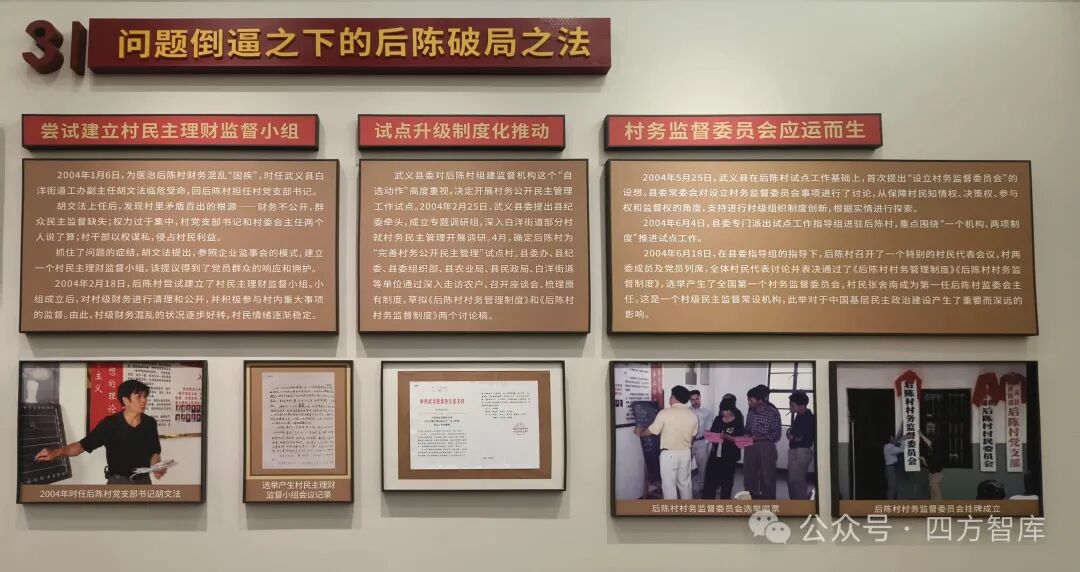 31
问题倒逼之下的后陈破局之法
尝试建立村民主理财监督小组
2004年1月6日，为医治后陈村财务混乱“固疾”，时任武义县白
洋街道工办副主任胡文法临危受命，回后陈村担任村党支部书记。
胡文法上任后，发现村里矛盾百出的根源——财务不公开，群
众民主监督缺失；权力过于集中，村党支部书记和村委会主任两个
人说了算；村干部以权谋私，侵占村民利益。
抓住了问题的症结，胡文法提出，参照企业监事会的模式，建立
一个村民主理财监督小组，该提议得到了党员群众的响应和拥护。
2004年2月18日，后陈村尝试建立了村民主理财监督小组。小
组成立后，对村级财务进行清理和公开，并积极参与村内重大事项
的监督。由此，村级财务混乱的状况逐步好转，村民情绪逐渐稳定。
试点升级制度化推动
武义县委对后陈村组建监督机构这个“自
选动作”高度重视，决定开展村务公开民主管理
工作试点。2004年2月25日，武义县委提出县纪
委牵头，成立专题调研组，深入白洋街道部分村
就村务民主管理开展调研。4月，确定后陈村为
“完善村务公开民主管理”试点村。县委办、县纪
委、县委组织部、县农业局、县民政局、白洋街道
等单位通过深入走访农户、召开座谈会、梳理原
有制度，草拟《后陈村村务管理制度》和《后陈村
村务监督制度》两个讨论稿。
村务监督委员会应运而生
2004年5月25日，武义县在后陈村试点工作基础上，首次提出“设立村务监督委员会”的
设想。县委常委会对设立村务监督委员会事项进行了讨论，从保障村民知情权、决策权、参与
权和监督权的角度，支持进行村级组织制度创新，根据实情进行探索。
2004年6月4日，县委专门派出试点工作指导组进驻后陈村，重点围绕“一个机构、两项制
度”推进试点工作。
2004年6月18日，在县委指导组的指导下，后陈村召开了一个特别的村民代表会议，村两
委成员及党员列席，全体村民代表讨论并表决通过了《后陈村村务管理制度》《后陈村村务监
督制度》，选举产生了全国第一个村务监督委员会，村民张舍南成为第一任后陈村监委会主
任。这是一个村级民主监督常设机构，此举对于中国基层民主政治建设产生了重要而深远的
影响。
想的理论
主义
2004年时任后陈村党支部书记胡文法
选举产生村民主理财
监督小组会议记录
中共武义县委办公室文件
后陈村村务监督委员会选举唱票
后陈村村务监督委员会
后陈村村民委员会
后陈村党支部
后陈村村务监督委员会挂牌成立
公众号·四方智库